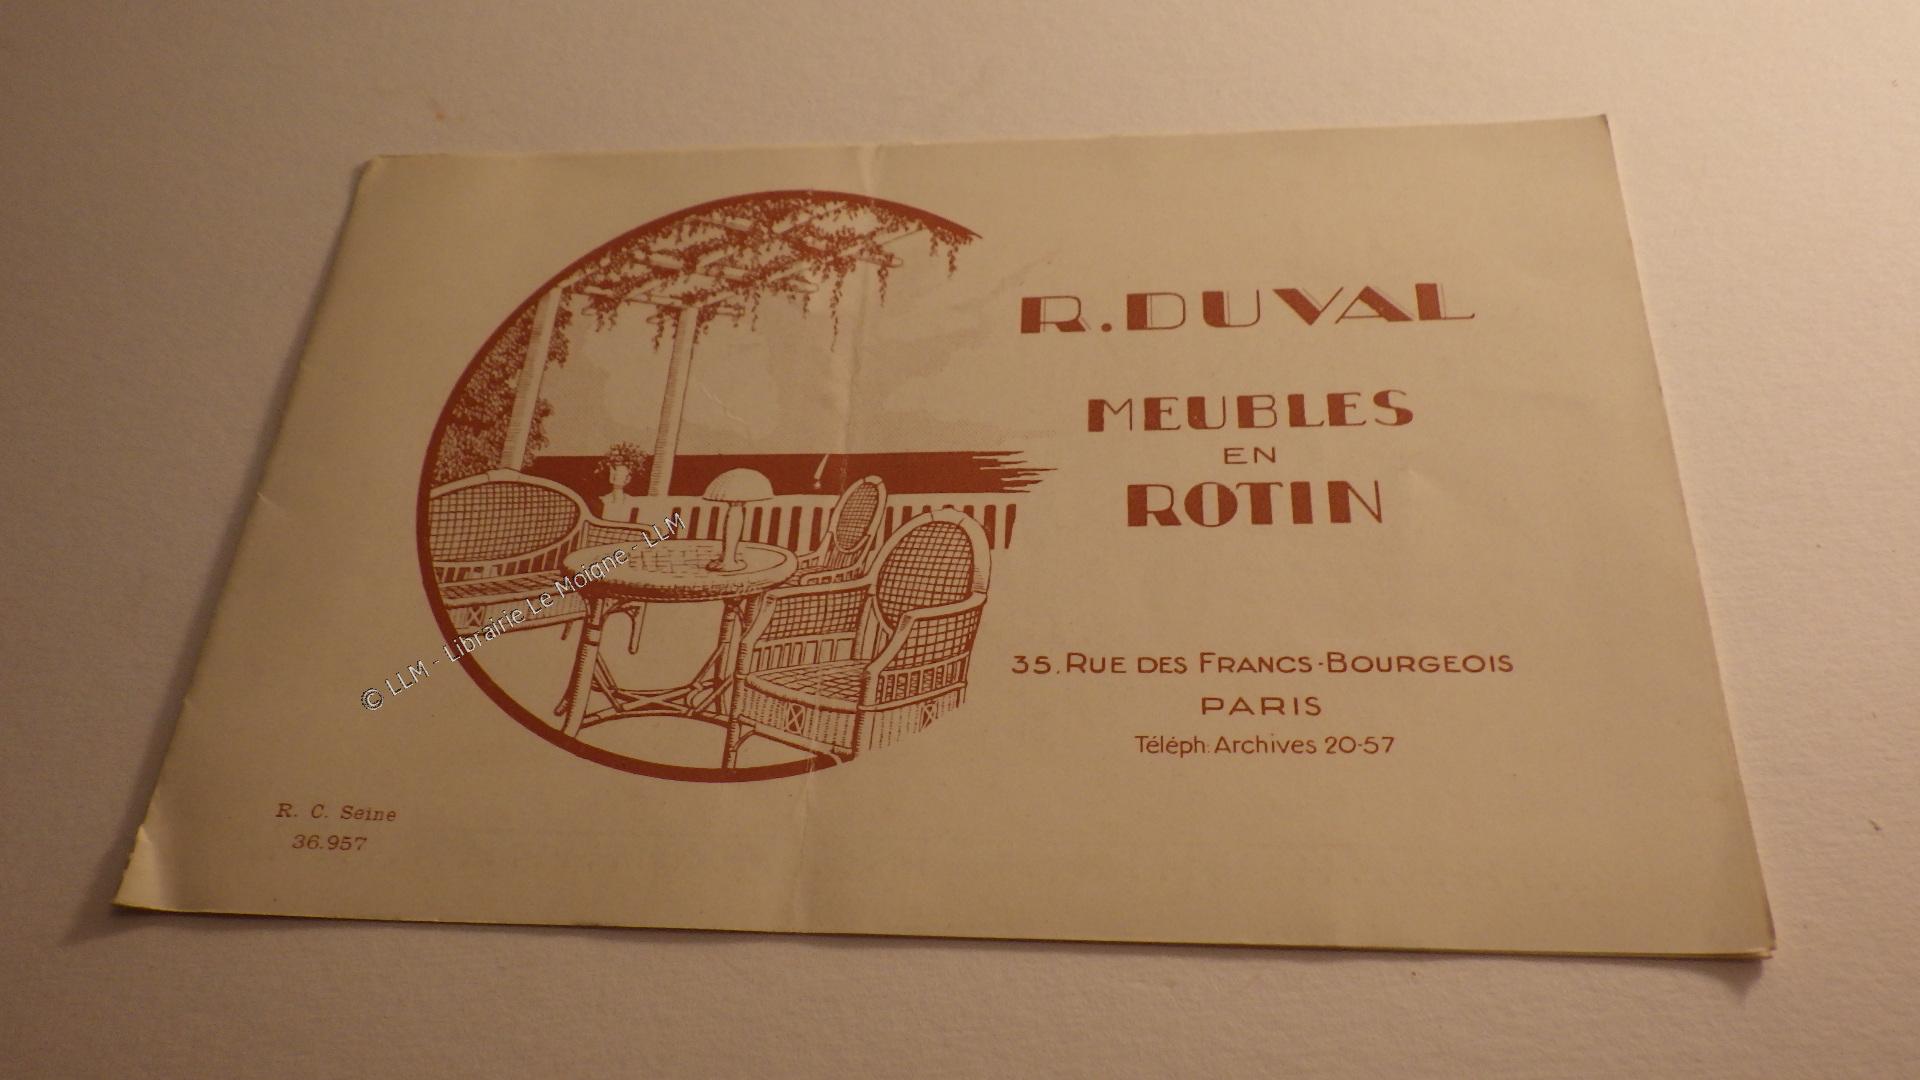 R. DUVAL
MEUBLES
EN
ROTIN
35, RUE DES FRANCS-BOURGEOIS
PARIS
Téléph: Archives 20-57
R. C. Seine
36.957
© LLM - Librairie Le Moigne - LLM